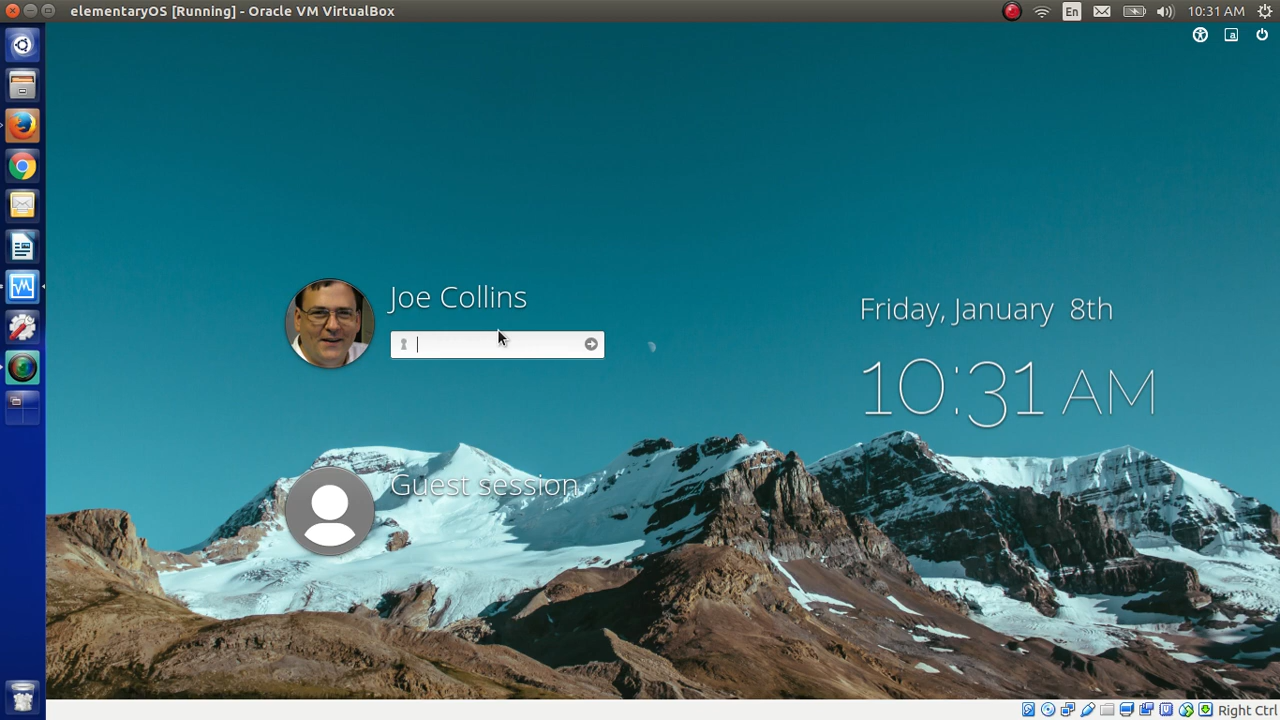 elementaryOS [Running] - Oracle VM VirtualBox
En
10:31 AM
a
Joe Collins
Friday, January 8th
10:31 AM
Guest session
Right Ctrl